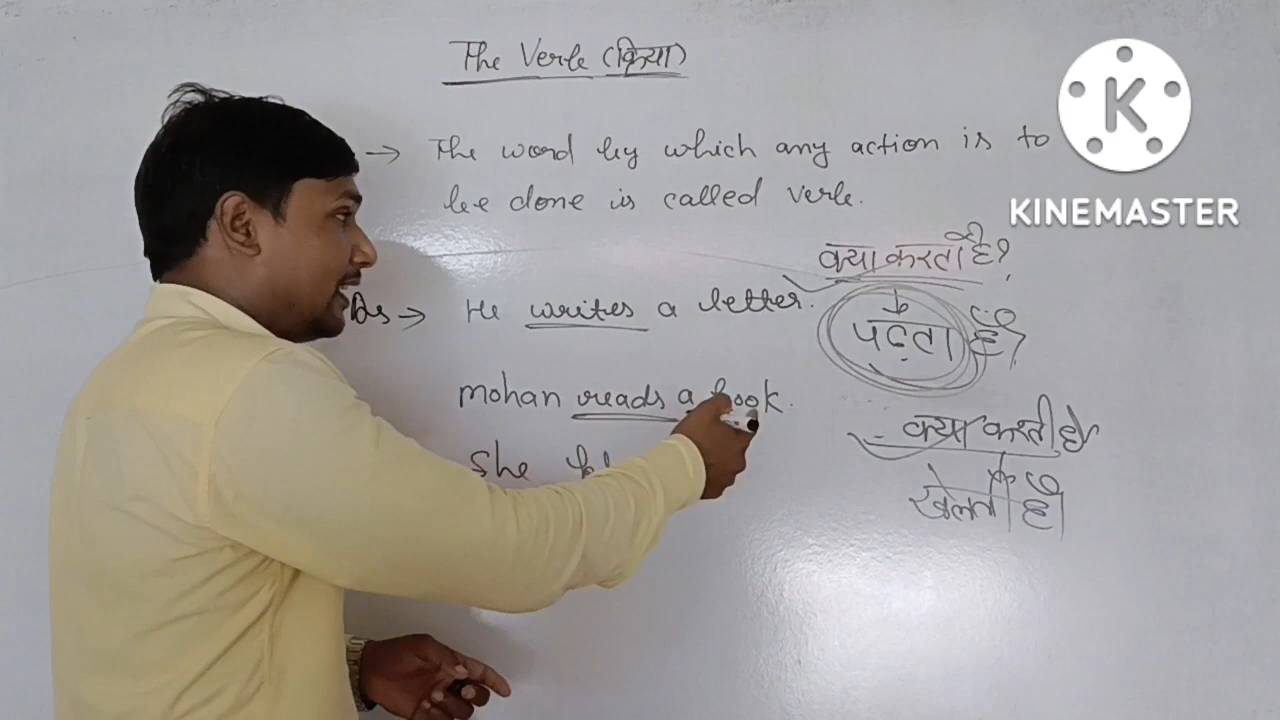 The Verb (क्रिया)
→ The word by which any action is to
be done is called verb.
क्या करता है?
As → He writes a letter.
पढ़ता है?
mohan reads a book.
क्या करती है
She
खेलती है।
K
KINEMASTER